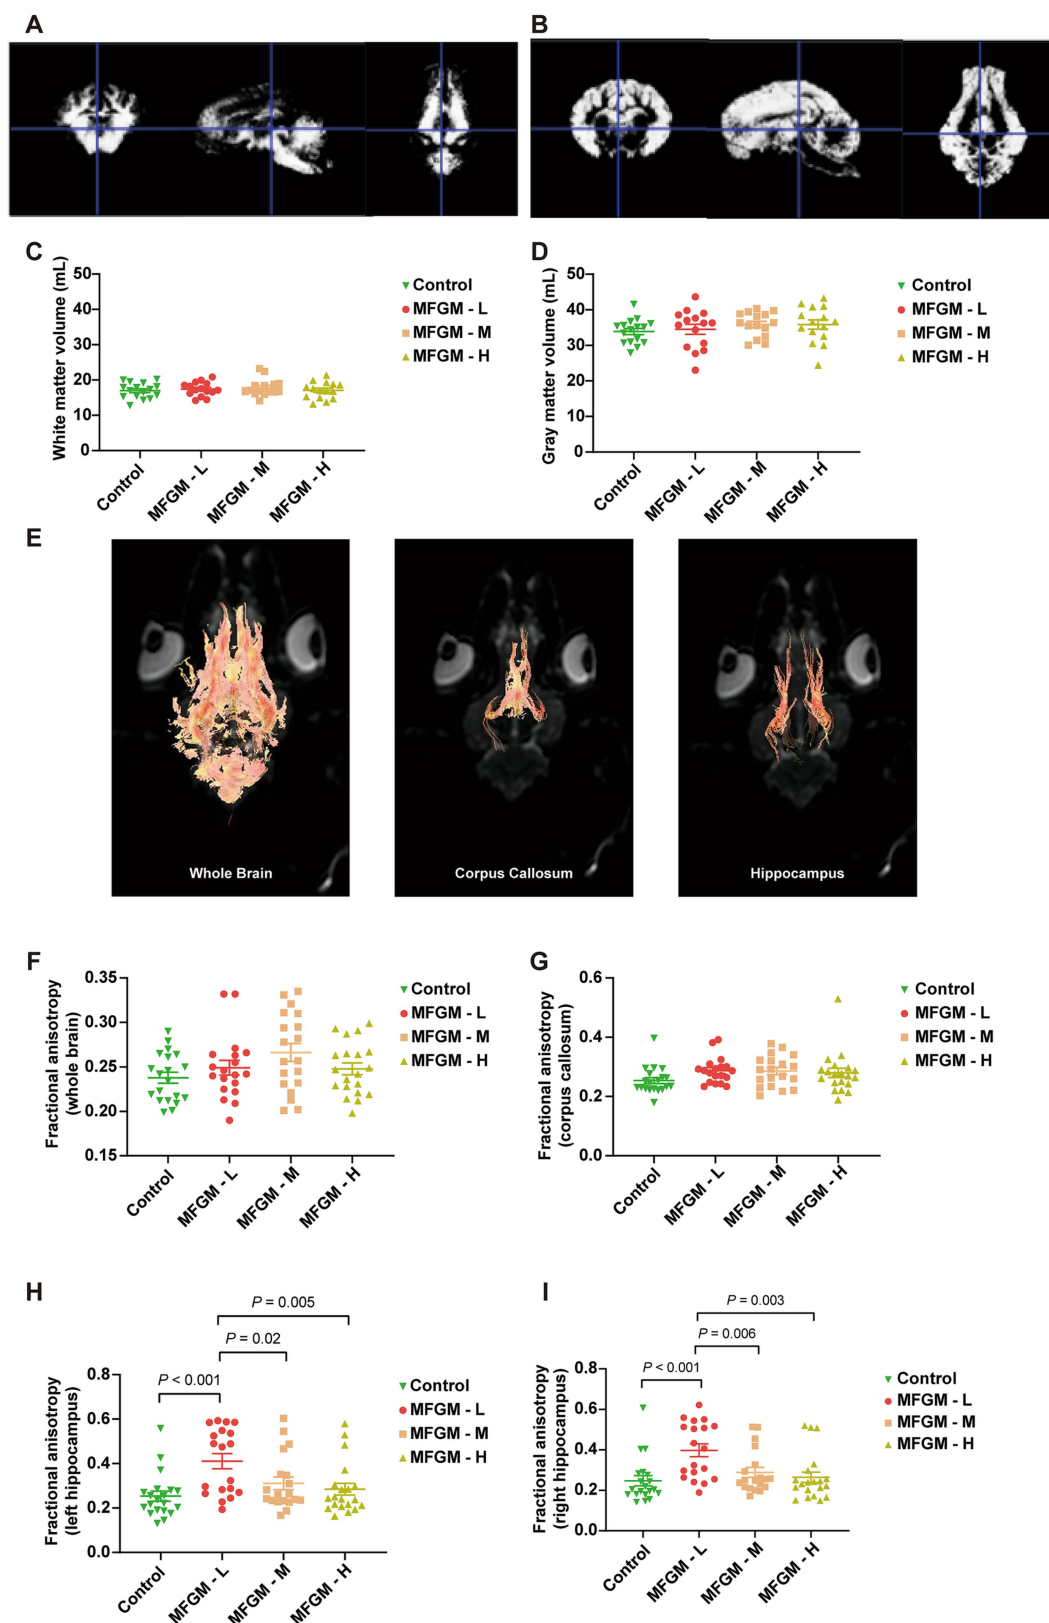 A
B
C
White matter volume (mL)
50
40
30
20
10
0
Control
MFGM - L
MFGM - M
MFGM - H
Control
MFGM - L
MFGM - M
MFGM - H
D
Gray matter volume (mL)
50
40
30
20
10
0
Control
MFGM - L
MFGM - M
MFGM - H
Control
MFGM - L
MFGM - M
MFGM - H
E
Whole Brain
Corpus Callosum
Hippocampus
F
Fractional anisotropy
(whole brain)
0.35
0.30
0.25
0.20
0.15
Control
MFGM - L
MFGM - M
MFGM - H
Control
MFGM - L
MFGM - M
MFGM - H
G
Fractional anisotropy
(corpus callosum)
0.6
0.4
0.2
0.0
Control
MFGM - L
MFGM - M
MFGM - H
Control
MFGM - L
MFGM - M
MFGM - H
H
P = 0.005
P = 0.02
P < 0.001
Fractional anisotropy
(left hippocampus)
0.8
0.6
0.4
0.2
0.0
Control
MFGM - L
MFGM - M
MFGM - H
Control
MFGM - L
MFGM - M
MFGM - H
I
P = 0.003
P = 0.006
P < 0.001
Fractional anisotropy
(right hippocampus)
0.8
0.6
0.4
0.2
0.0
Control
MFGM - L
MFGM - M
MFGM - H
Control
MFGM - L
MFGM - M
MFGM - H